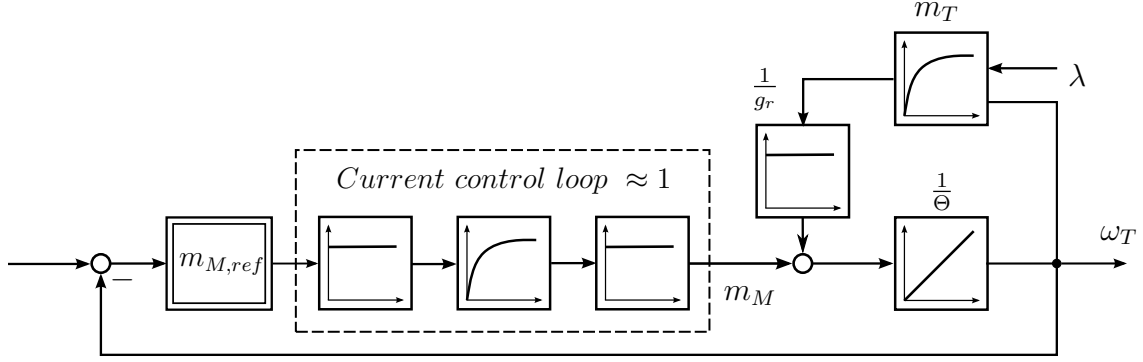 m_T
λ
1/g_r
Current control loop ≈ 1
1/Θ
ω_T
−
m_{M,ref}
m_M